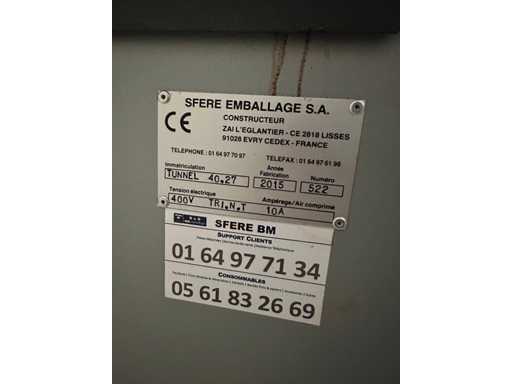 SFERE EMBALLAGE S.A.
CE
CONSTRUCTEUR
ZAI L'EGLANTIER - CE 2818 LISSES
91028 EVRY CEDEX - FRANCE
TELEPHONE : 01 64 97 70 97 TELEFAX : 01 64 97 61 98
Immatriculation Année Fabrication Numéro
TUNNEL 40.27 2015 522
Tension électrique Ampérage/Air comprimé
400V TRI.N.T 10A
SFERE BM
SUPPORT CLIENTS
01 64 97 71 34
CONSOMMABLES
05 61 83 26 69